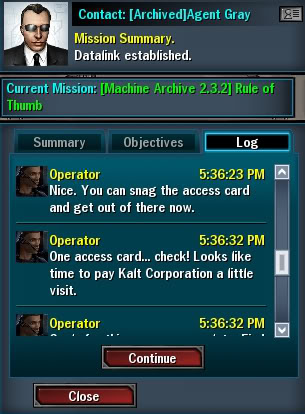 Contact: [Archived]Agent Gray
Mission Summary.
Datalink established.
Current Mission: [Machine Archive 2.3.2] Rule of
Thumb
Summary
Objectives
Log
Operator 5:36:23 PM
Nice. You can snag the access card
and get out of there now.
Operator 5:36:32 PM
One access card... check! Looks like
time to pay Kalt Corporation a little
visit.
Operator 5:36:32 PM
Continue
Close